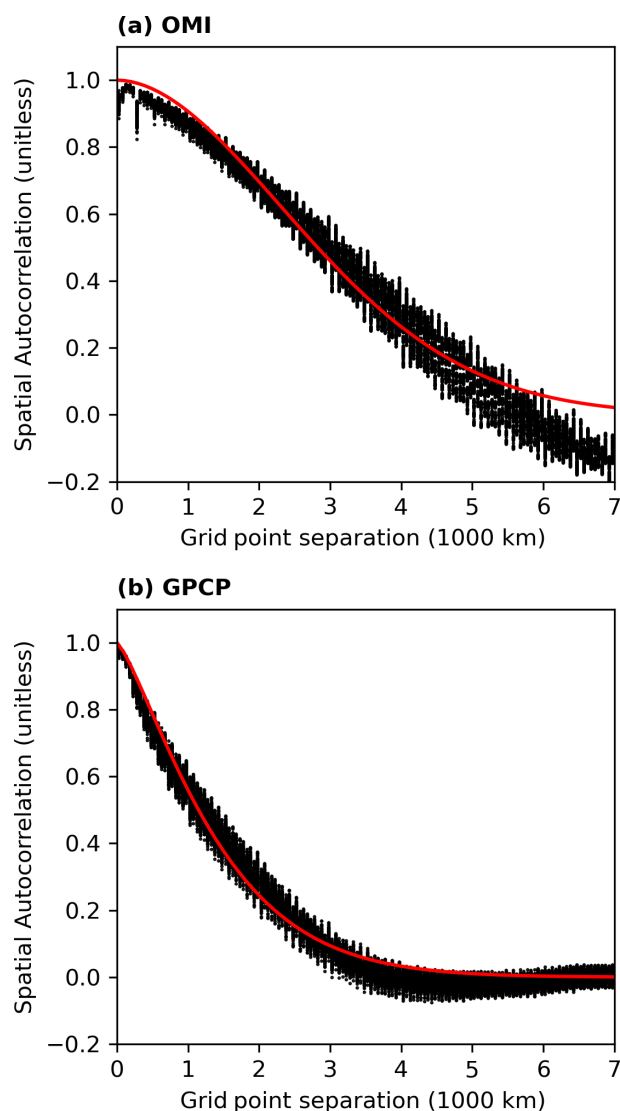 (a) OMI
Spatial Autocorrelation (unitless)
1.0
0.8
0.6
0.4
0.2
0.0
−0.2
0 1 2 3 4 5 6 7
Grid point separation (1000 km)
(b) GPCP
Spatial Autocorrelation (unitless)
1.0
0.8
0.6
0.4
0.2
0.0
−0.2
0 1 2 3 4 5 6 7
Grid point separation (1000 km)